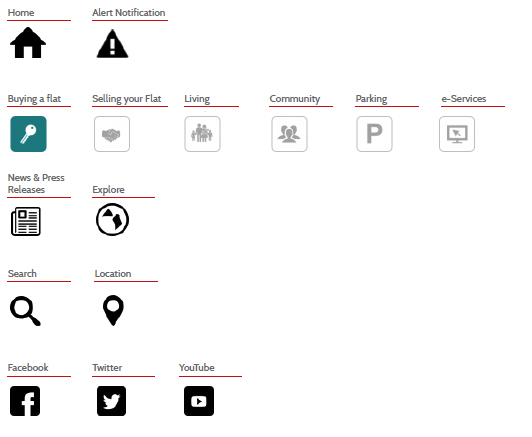 Home
Alert Notification
Buying a flat
Selling your Flat
Living
Community
Parking
e-Services
P
News & Press
Releases
Explore
Search
Location
Facebook
Twitter
YouTube